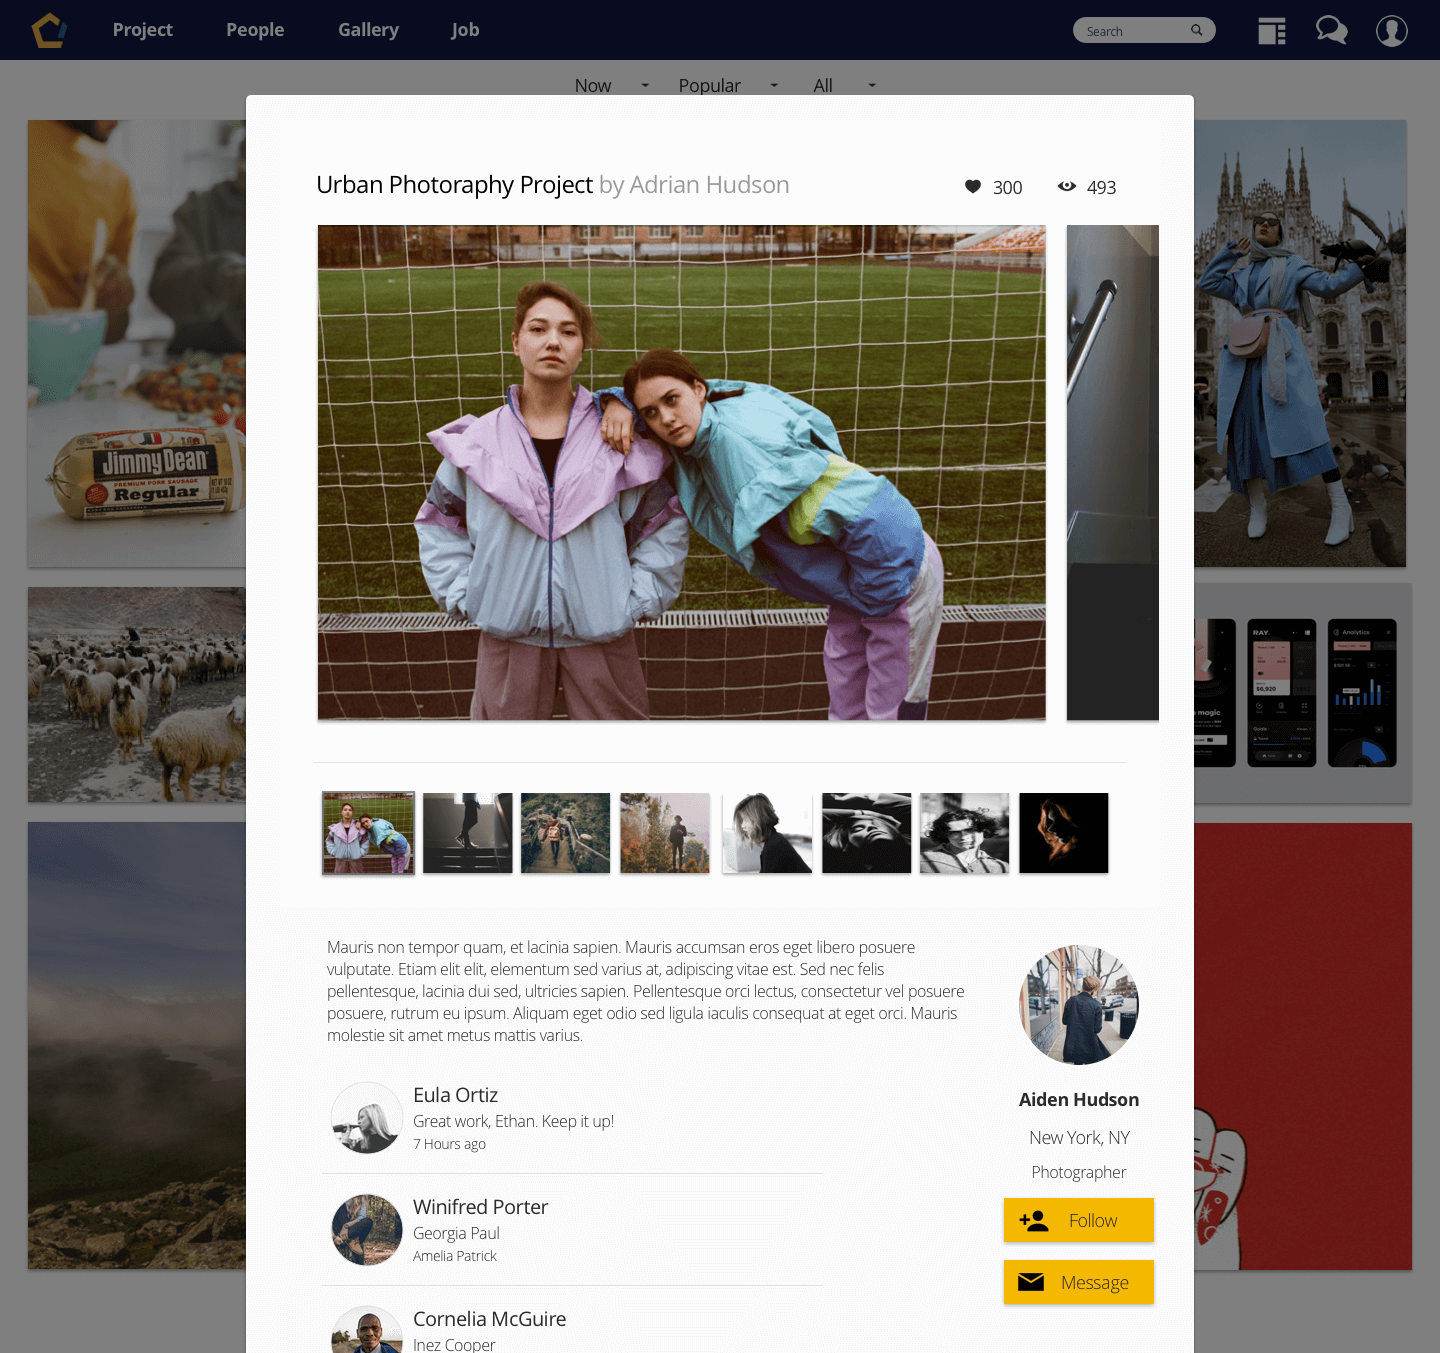 Project People Gallery Job Search
Now Popular All
Urban Photoraphy Project by Adrian Hudson 300 493
JimmyDean
PREMIUM PORK SAUSAGE
Regular
RAY.
Analytics
$6,920
e magic
Goals
Mauris non tempor quam, et lacinia sapien. Mauris accumsan eros eget libero posuere
vulputate. Etiam elit elit, elementum sed varius at, adipiscing vitae est. Sed nec felis
pellentesque, lacinia dui sed, ultricies sapien. Pellentesque orci lectus, consectetur vel posuere
posuere, rutrum eu ipsum. Aliquam eget odio sed ligula iaculis consequat at eget orci. Mauris
molestie sit amet metus mattis varius.
Eula Ortiz
Great work, Ethan. Keep it up!
7 Hours ago
Winifred Porter
Georgia Paul
Amelia Patrick
Cornelia McGuire
Inez Cooper
Aiden Hudson
New York, NY
Photographer
Follow
Message